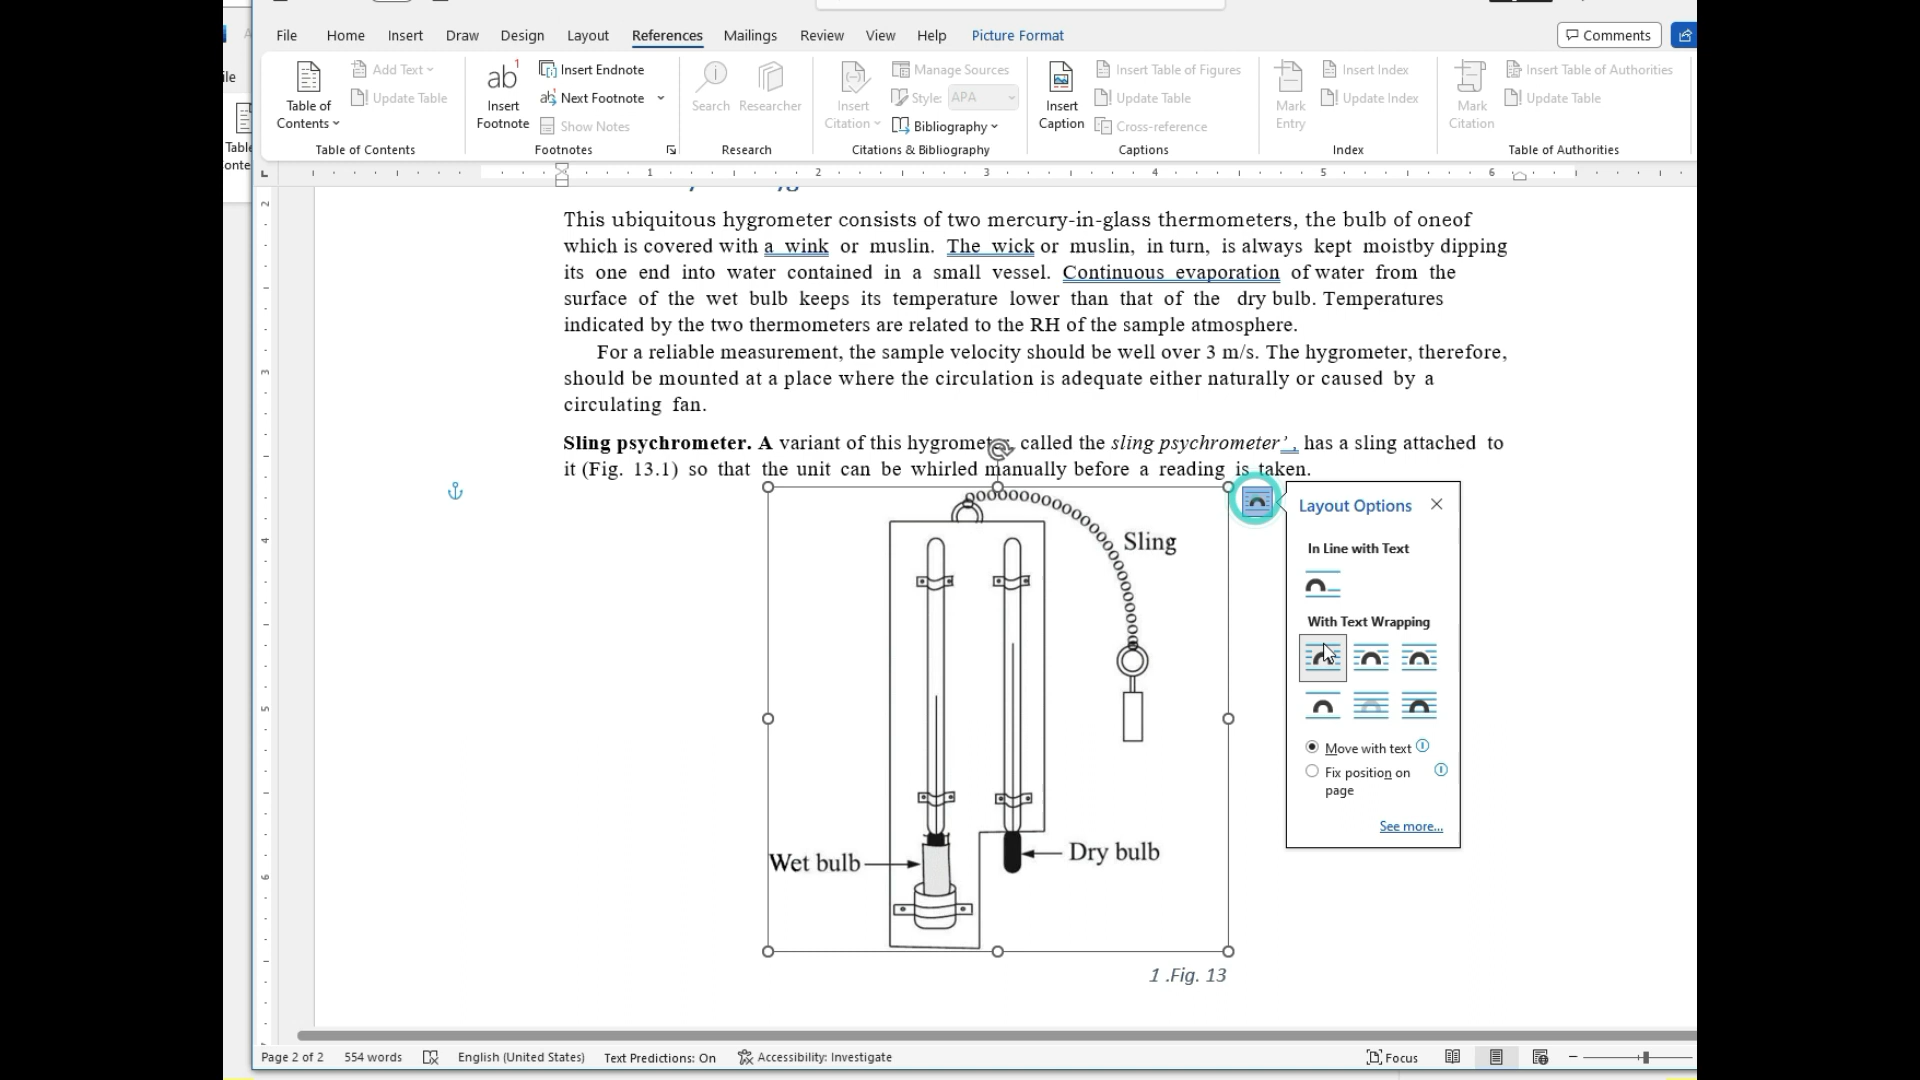 File Home Insert Draw Design Layout References Mailings Review View Help Picture Format Comments
Table of Contents
Add Text
Update Table
Table of Contents
ab Insert Footnote
Insert Endnote
Next Footnote
Show Notes
Footnotes
Search
Researcher
Research
Insert Citation
Manage Sources
Style: APA
Bibliography
Citations & Bibliography
Insert Caption
Insert Table of Figures
Update Table
Cross-reference
Captions
Mark Entry
Insert Index
Update Index
Index
Mark Citation
Insert Table of Authorities
Update Table
Table of Authorities
1 2 3 4 5 6
This ubiquitous hygrometer consists of two mercury-in-glass thermometers, the bulb of oneof
which is covered with a wink or muslin. The wick or muslin, in turn, is always kept moistby dipping
its one end into water contained in a small vessel. Continuous evaporation of water from the
surface of the wet bulb keeps its temperature lower than that of the dry bulb. Temperatures
indicated by the two thermometers are related to the RH of the sample atmosphere.
For a reliable measurement, the sample velocity should be well over 3 m/s. The hygrometer, therefore,
should be mounted at a place where the circulation is adequate either naturally or caused by a
circulating fan.
Sling psychrometer. A variant of this hygrometer, called the sling psychrometer’ , has a sling attached to
it (Fig. 13.1) so that the unit can be whirled manually before a reading is taken.
Sling
Wet bulb
Dry bulb
1 .Fig. 13
Layout Options
In Line with Text
With Text Wrapping
Move with text
Fix position on
page
See more...
2
3
4
5
6
Page 2 of 2 554 words English (United States) Text Predictions: On Accessibility: Investigate Focus